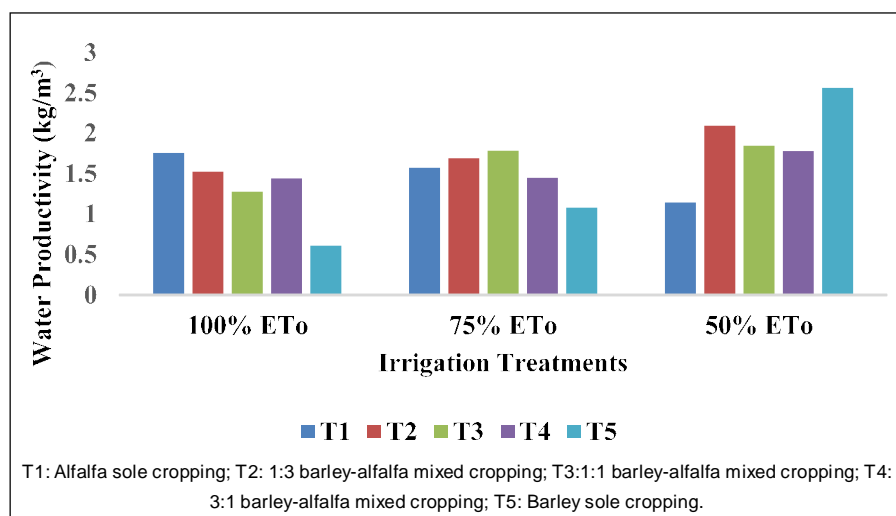 Water Productivity (kg/m³)
3
2.5
2
1.5
1
0.5
0
100% ETo 75% ETo 50% ETo
Irrigation Treatments
T1 T2 T3 T4 T5
T1: Alfalfa sole cropping; T2: 1:3 barley-alfalfa mixed cropping; T3:1:1 barley-alfalfa mixed cropping; T4:
3:1 barley-alfalfa mixed cropping; T5: Barley sole cropping.